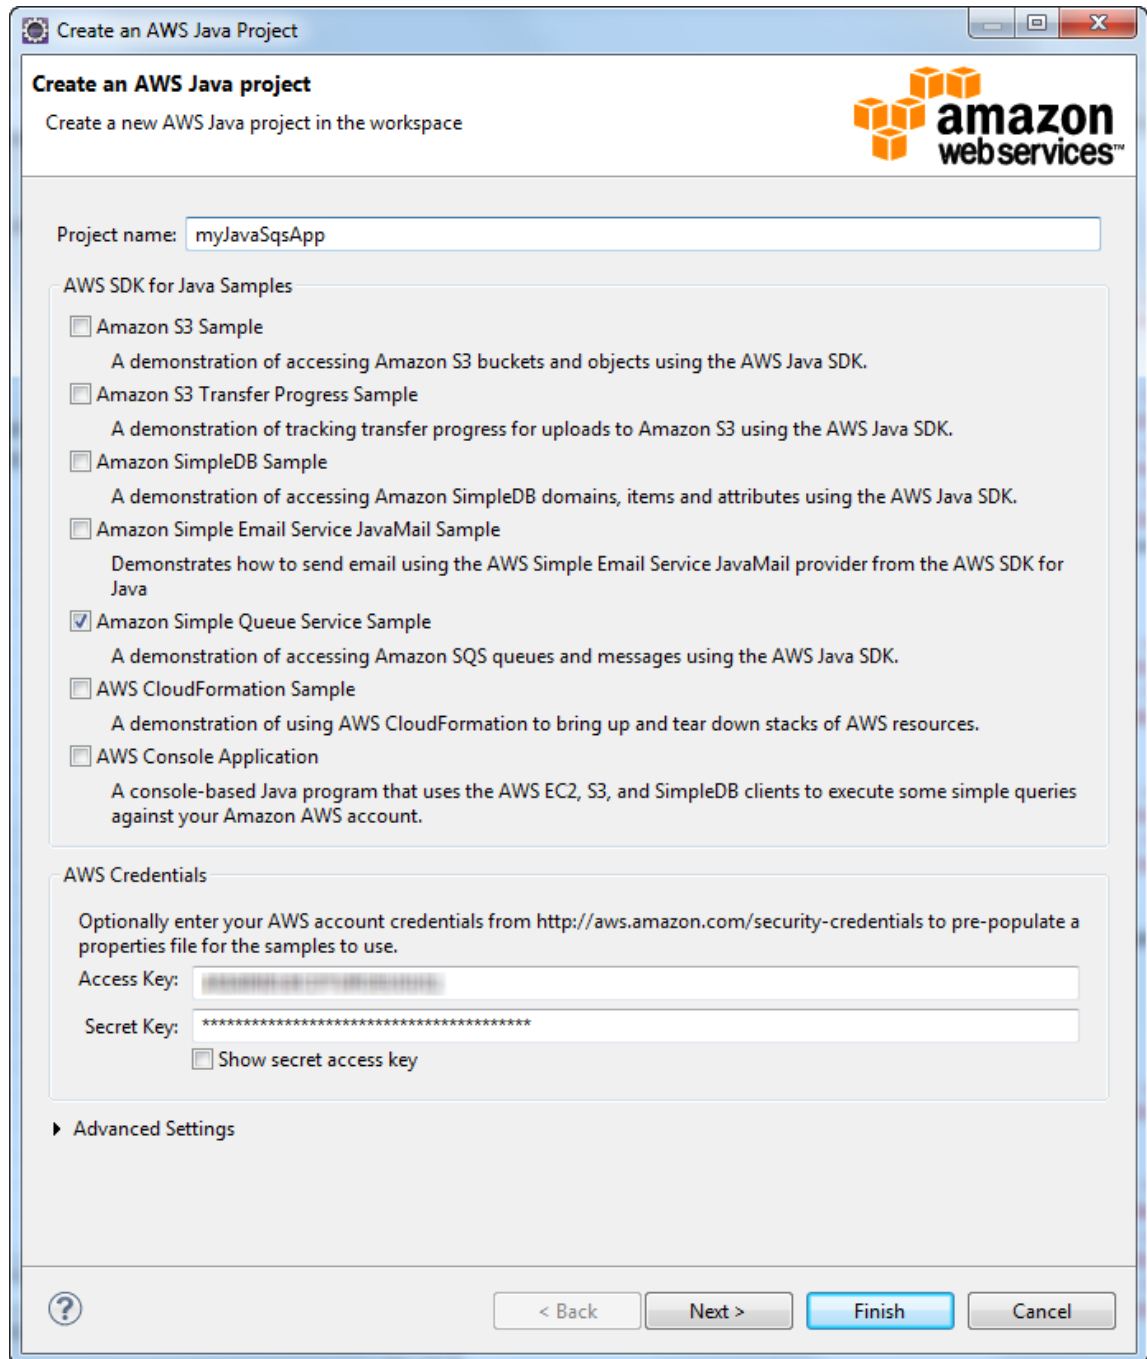 Create an AWS Java Project
Create an AWS Java project
Create a new AWS Java project in the workspace
amazon
webservices™
Project name: myJavaSqsApp
AWS SDK for Java Samples
Amazon S3 Sample
A demonstration of accessing Amazon S3 buckets and objects using the AWS Java SDK.
Amazon S3 Transfer Progress Sample
A demonstration of tracking transfer progress for uploads to Amazon S3 using the AWS Java SDK.
Amazon SimpleDB Sample
A demonstration of accessing Amazon SimpleDB domains, items and attributes using the AWS Java SDK.
Amazon Simple Email Service JavaMail Sample
Demonstrates how to send email using the AWS Simple Email Service JavaMail provider from the AWS SDK for
Java
Amazon Simple Queue Service Sample
A demonstration of accessing Amazon SQS queues and messages using the AWS Java SDK.
AWS CloudFormation Sample
A demonstration of using AWS CloudFormation to bring up and tear down stacks of AWS resources.
AWS Console Application
A console-based Java program that uses the AWS EC2, S3, and SimpleDB clients to execute some simple queries
against your Amazon AWS account.
AWS Credentials
Optionally enter your AWS account credentials from http://aws.amazon.com/security-credentials to pre-populate a
properties file for the samples to use.
Access Key:
Secret Key: ****************************************
Show secret access key
Advanced Settings
?
< Back Next > Finish Cancel